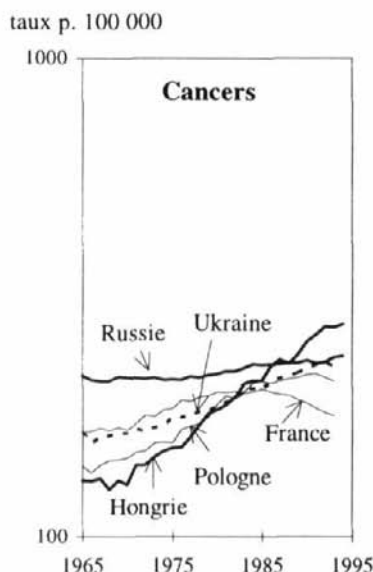 taux p. 100 000
1000
Cancers
Russie
Ukraine
France
Pologne
Hongrie
100
1965 1975 1985 1995